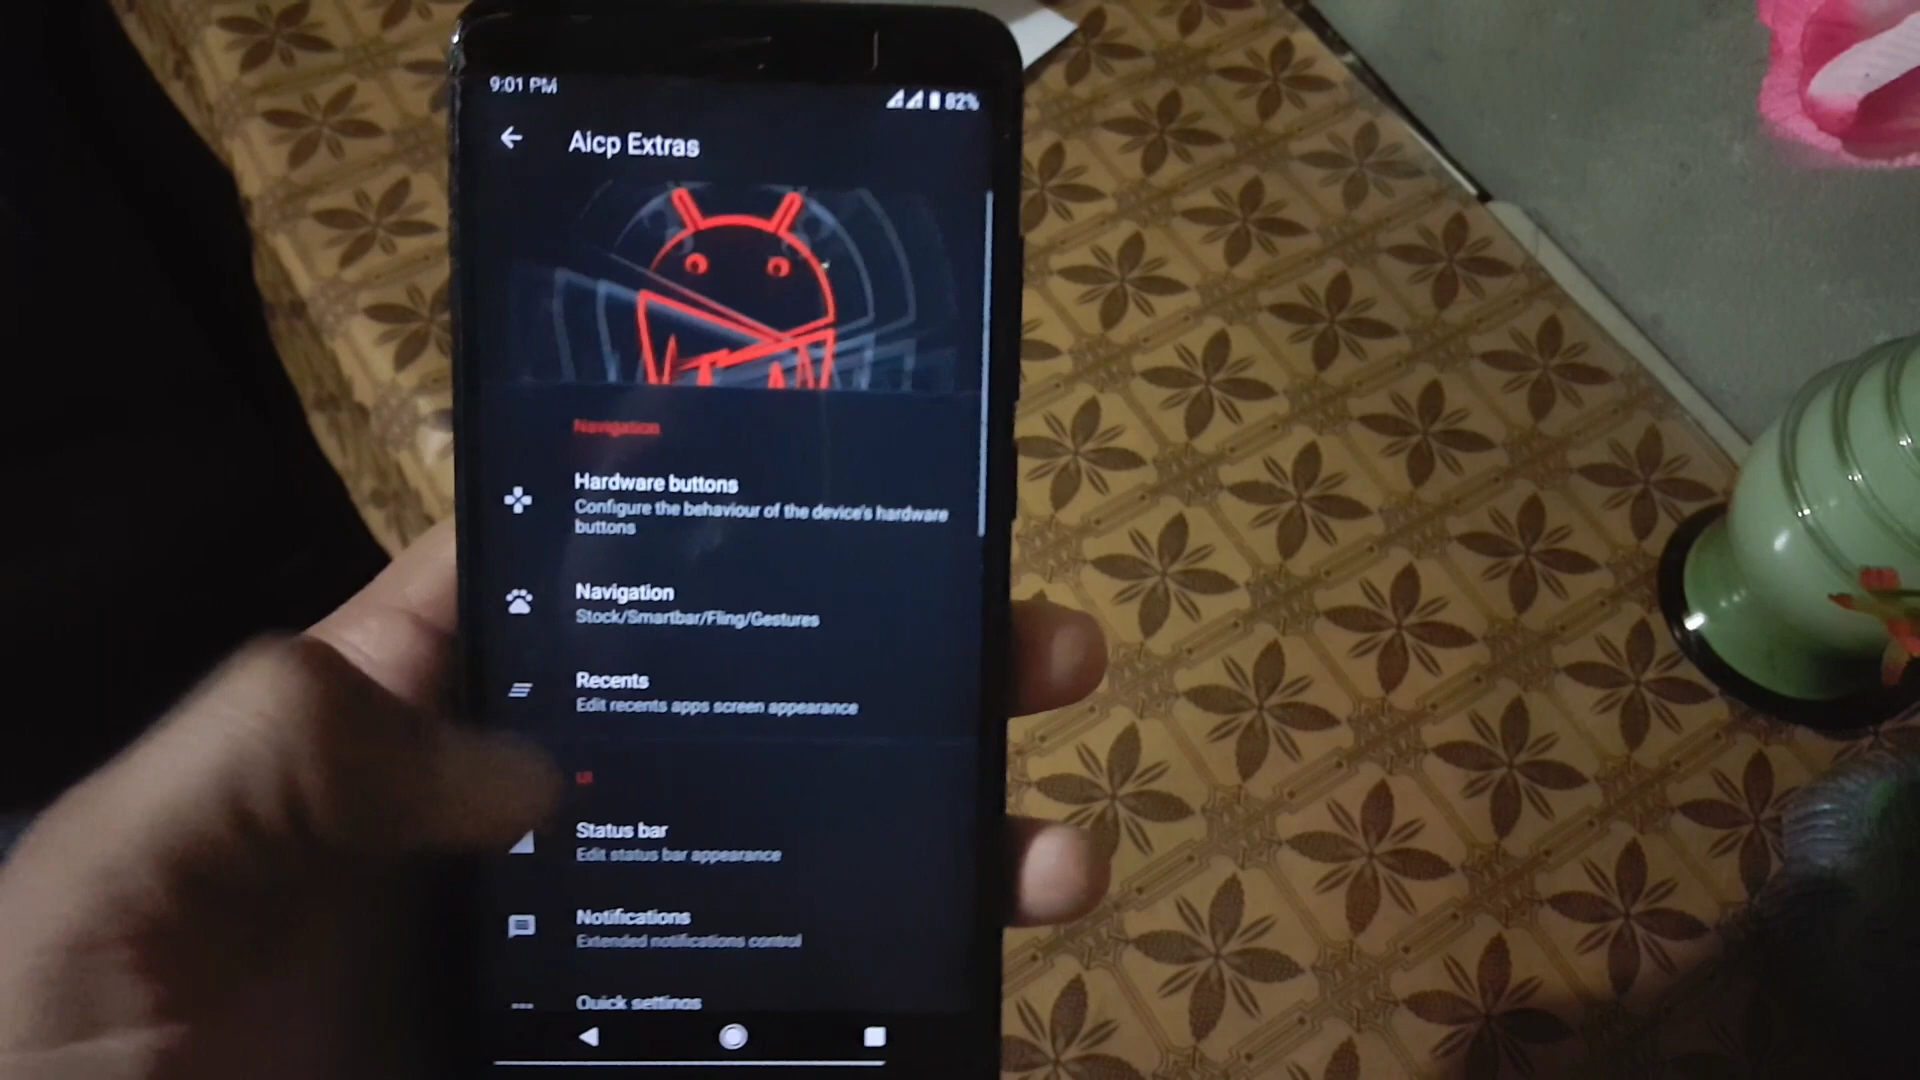 9:01 PM
82%
Aicp Extras
Navigation
Hardware buttons
Configure the behaviour of the device's hardware
buttons
Navigation
Stock/Smartbar/Fling/Gestures
Recents
Edit recents apps screen appearance
UI
Status bar
Edit status bar appearance
Notifications
Extended notifications control
Quick settings